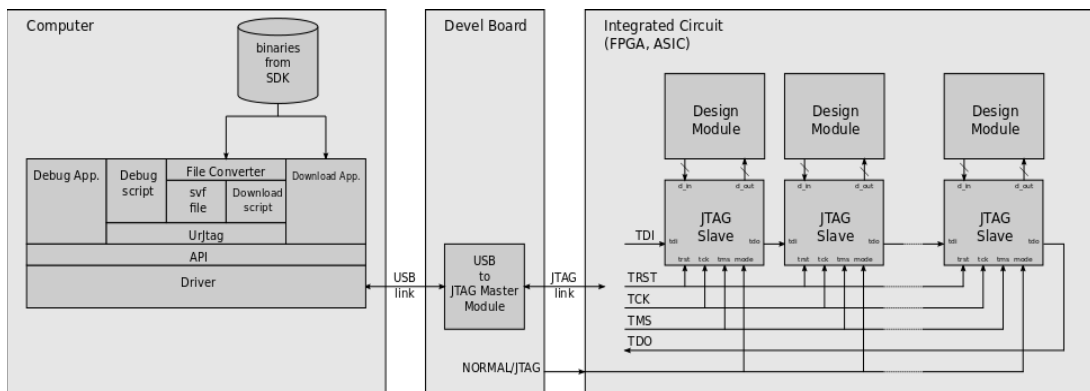 Computer
binaries
from
SDK
Debug App.
Debug
script
File Converter
svf
file
Download
script
Download App.
UrJtag
API
Driver
USB
link
Devel Board
USB
to
JTAG Master
Module
JTAG
link
NORMAL/JTAG
Integrated Circuit
(FPGA, ASIC)
Design
Module
Design
Module
Design
Module
d_in d_out
d_in d_out
d_in d_out
JTAG
Slave
JTAG
Slave
JTAG
Slave
TDI
tdi tdo
tdi tdo
tdi tdo
trst tck tms mode
trst tck tms mode
trst tck tms mode
TRST
TCK
TMS
TDO